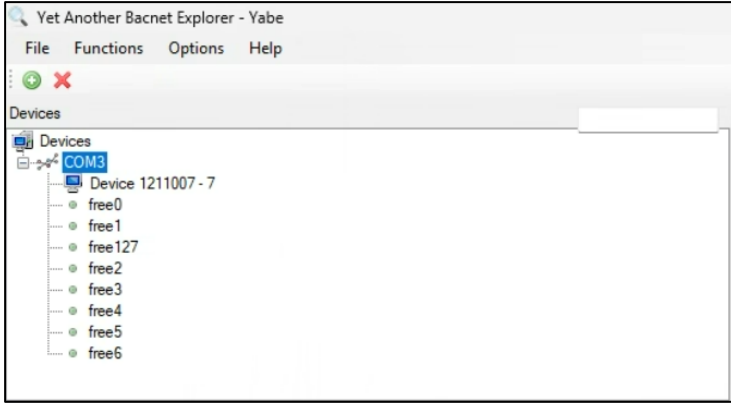 Yet Another Bacnet Explorer - Yabe
File Functions Options Help
Devices
Devices
COM3
Device 1211007 - 7
free0
free1
free127
free2
free3
free4
free5
free6